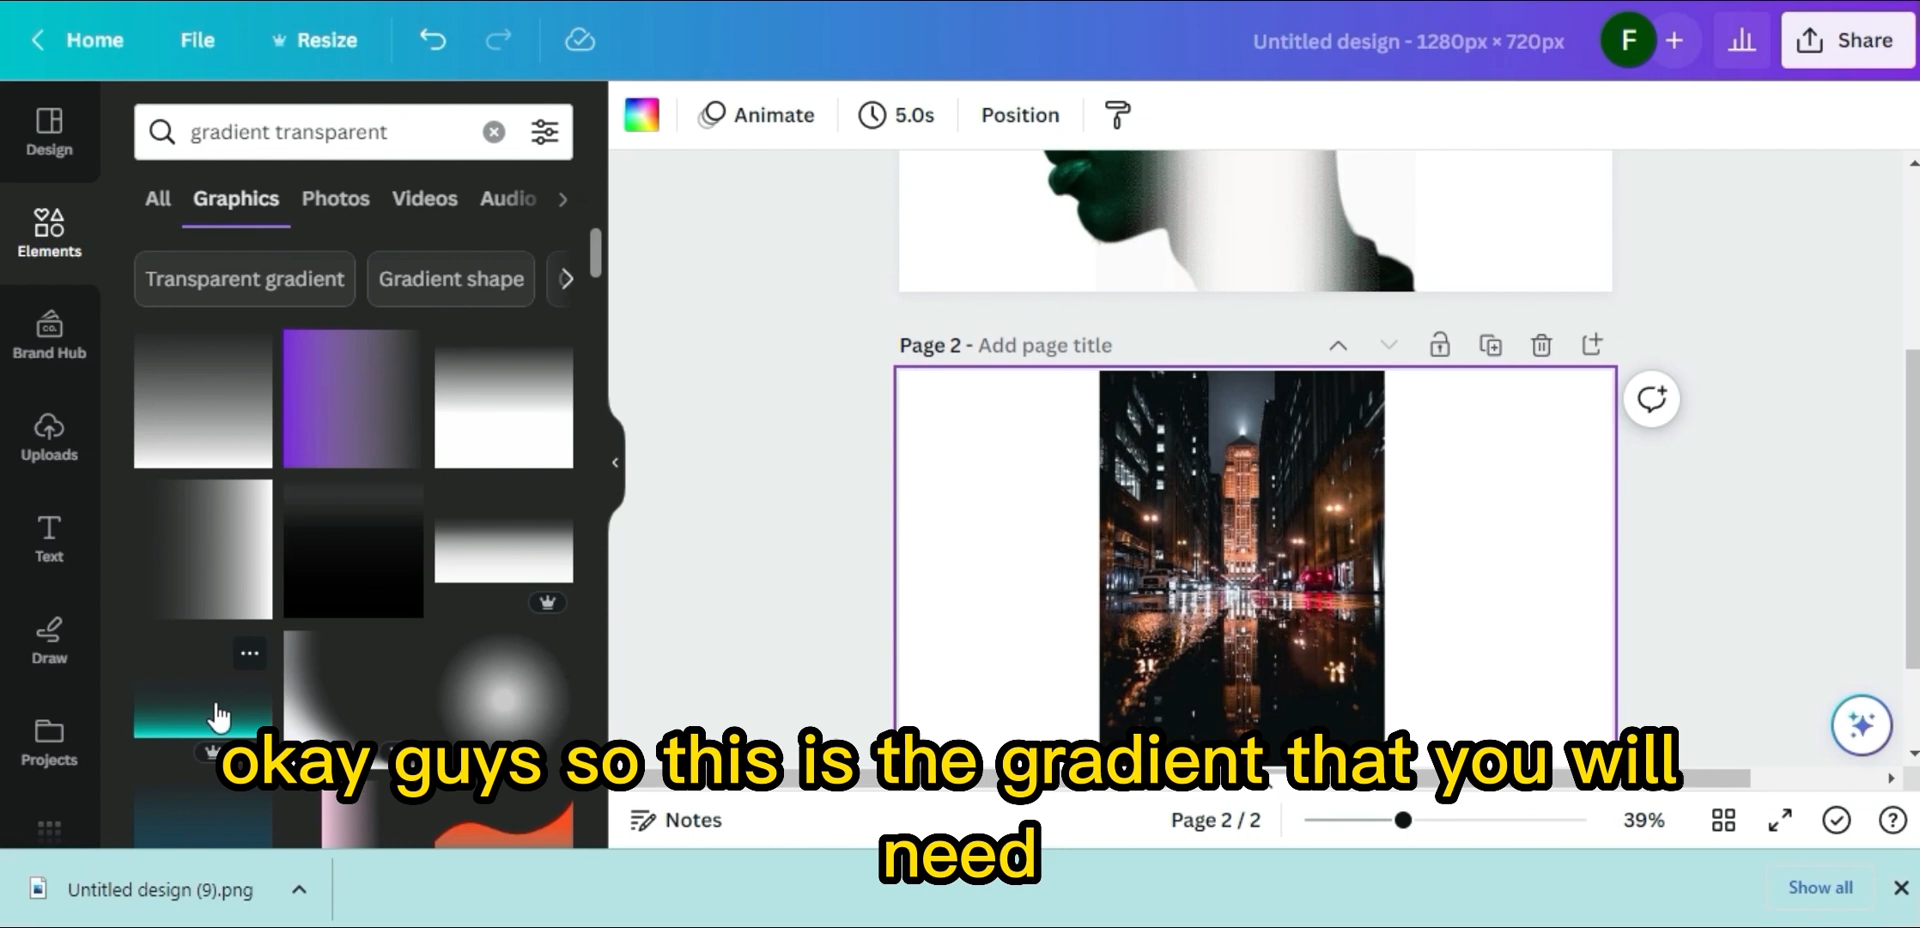 Home
File
Resize
Untitled design - 1280px × 720px
F
+
Share
Design
Elements
Brand Hub
CO.
Uploads
Text
Draw
Projects
gradient transparent
All
Graphics
Photos
Videos
Audio
Transparent gradient
Gradient shape
Animate
5.0s
Position
Page 2 - Add page title
okay guys so this is the gradient that you will
need
Notes
Page 2 / 2
39%
Untitled design (9).png
Show all